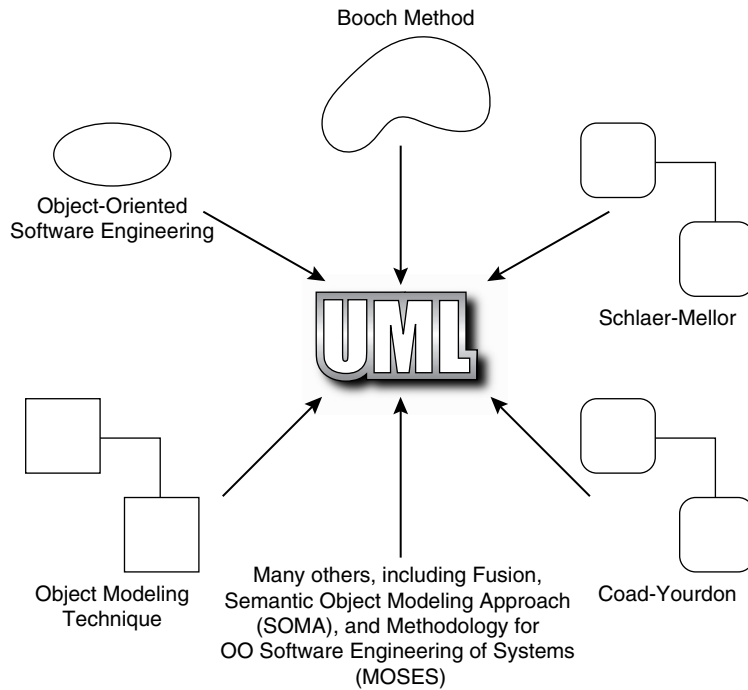 Booch Method
Object-Oriented
Software Engineering
Schlaer-Mellor
UML
Object Modeling
Technique
Many others, including Fusion,
Semantic Object Modeling Approach
(SOMA), and Methodology for
OO Software Engineering of Systems
(MOSES)
Coad-Yourdon